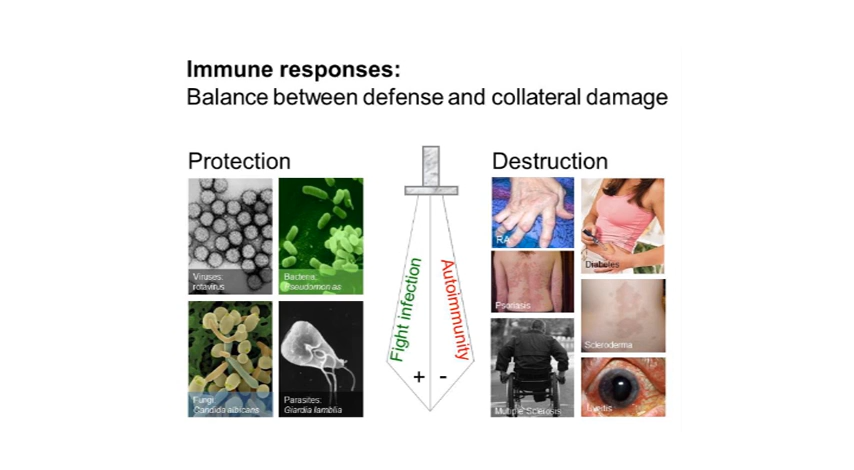 Immune responses:
Balance between defense and collateral damage
Protection
Destruction
Viruses:
rotavirus
Bacteria:
Pseudomonas
Fungi:
Candida albicans
Parasites:
Giardia lamblia
Fight infection
+
Autoimmunity
-
RA
Diabetes
Psoriasis
Scleroderma
Multiple Sclerosis